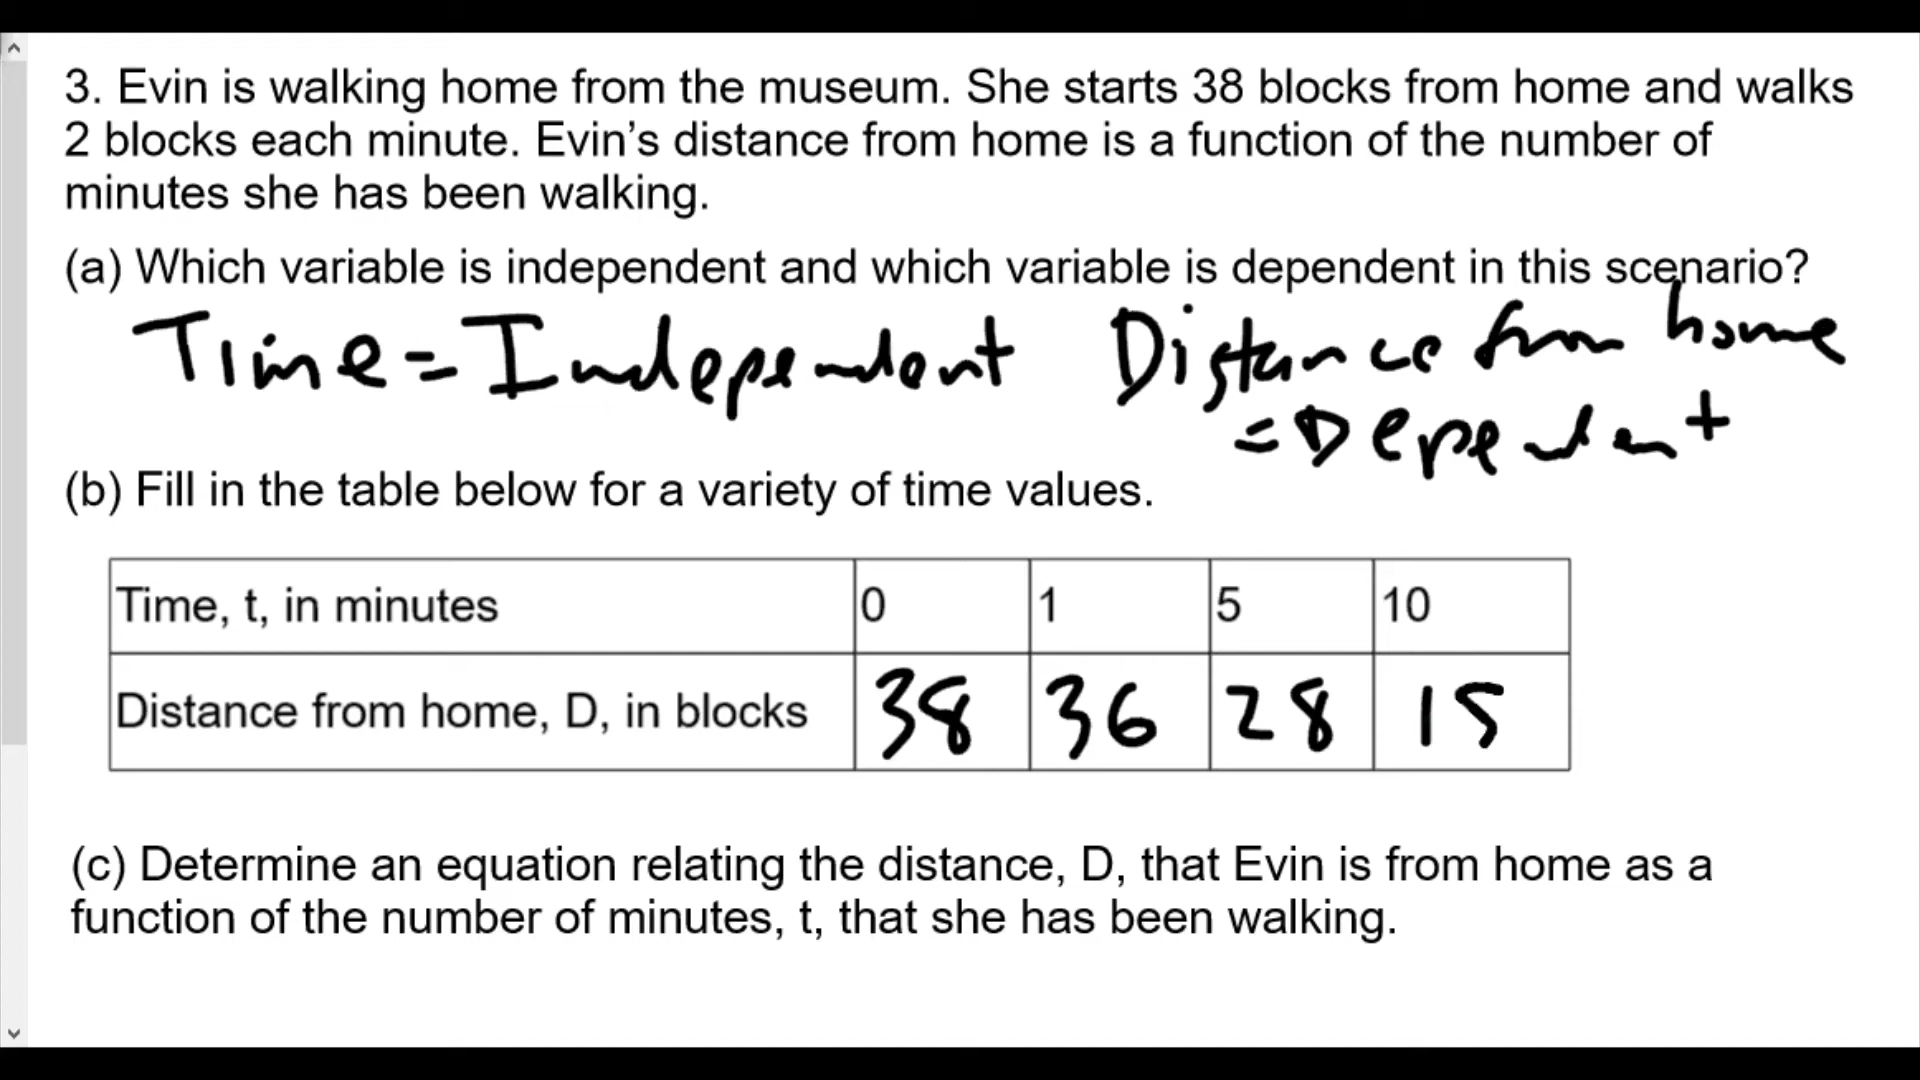 3. Evin is walking home from the museum. She starts 38 blocks from home and walks
2 blocks each minute. Evin’s distance from home is a function of the number of
minutes she has been walking.
(a) Which variable is independent and which variable is dependent in this scenario?
Time = Independent
Distance from home
= Dependent
(b) Fill in the table below for a variety of time values.
Time, t, in minutes 0 1 5 10
Distance from home, D, in blocks 38 36 28 15
(c) Determine an equation relating the distance, D, that Evin is from home as a
function of the number of minutes, t, that she has been walking.